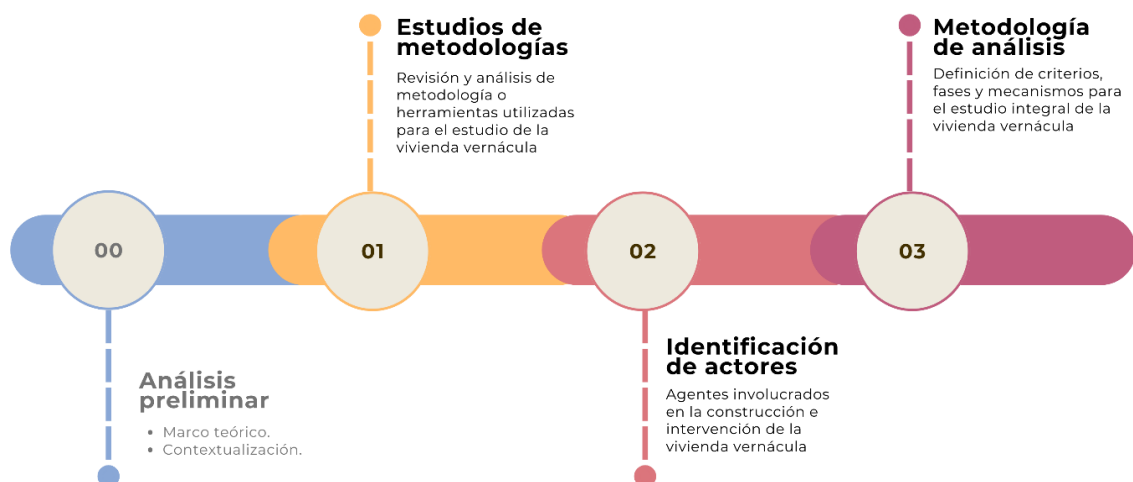 00
Análisis
preliminar
• Marco teórico.
• Contextualización.
Estudios de
metodologías
Revisión y análisis de
metodología o
herramientas utilizadas
para el estudio de la
vivienda vernácula
01
02
Identificación
de actores
Agentes involucrados
en la construcción e
intervención de la
vivienda vernácula
Metodología
de análisis
Definición de criterios,
fases y mecanismos para
el estudio integral de la
vivienda vernácula
03